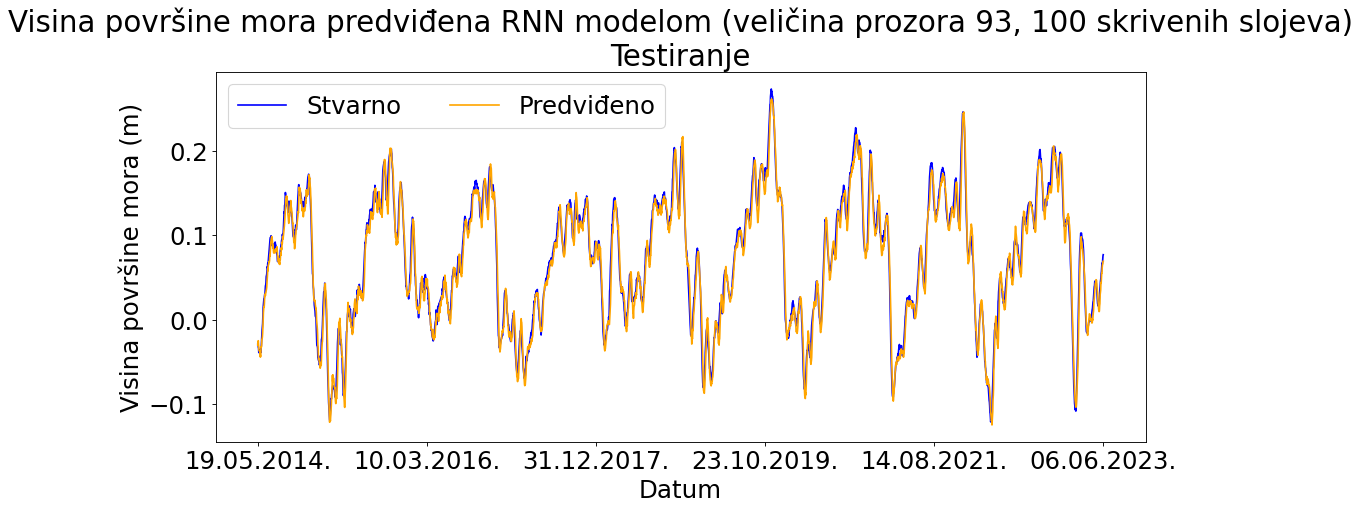 Visina površine mora predviđena RNN modelom (veličina prozora 93, 100 skrivenih slojeva)
Testiranje
Stvarno Predviđeno
Visina površine mora (m)
0.2
0.1
0.0
−0.1
19.05.2014. 10.03.2016. 31.12.2017. 23.10.2019. 14.08.2021. 06.06.2023.
Datum